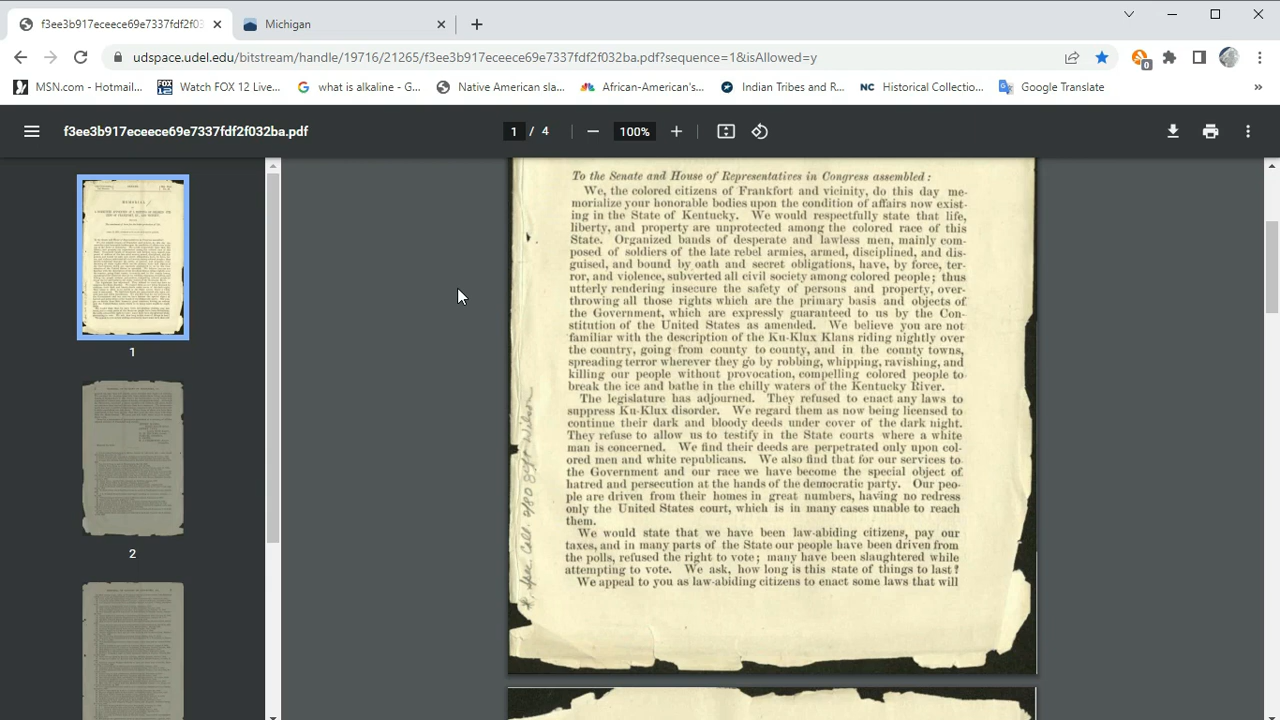 f3ee3b917eceece69e7337fdf2f03
Michigan
udspace.udel.edu/bitstream/handle/19716/21265/f3ee3b917eceece69e7337fdf2f032ba.pdf?sequence=1&isAllowed=y
0
MSN.com - Hotmail...
Watch FOX 12 Live...
what is alkalite - G...
Native American sla...
African-American's...
Indian Tribes and R...
NC Historical Collectio...
Google Translate
»
f3ee3b917eceece69e7337fdf2f032ba.pdf
1 / 4
100%
1
2
To the Senate and House of Representatives in Congress assembled:
We, the colored citizens of Frankfort and vicinity, do this day me-
morialize your honorable bodies upon the condition of affairs now exist-
ing in the State of Kentucky. We would respectfully state that life,
liberty, and property are unprotected among the colored race of this
State. Organized bands of desperate and lawless men, mainly com-
posed of soldiers of the late rebel armies, armed, disciplined, and dis-
guised, and bound by oath and secret obligations, have, by force, ter-
ror, and violence, subverted all civil society among colored people; thus
utterly rendering insecure the safety of persons and property, over-
throwing all those rights which are the primary basis and objects of
the Government, which are expressly guaranteed to us by the Con-
stitution of the United States as amended. We believe you are not
familiar with the description of the Ku-Klux Klans riding nightly over
the country, going from county to county, and in the county towns,
spreading terror wherever they go by robbing, whipping, ravishing, and
killing our people without provocation, compelling colored people to
break the ice and bathe in the chilly waters of the Kentucky River.
The legislature has adjourned. They refused to enact any laws to
suppress Ku-Klux disorder. We regard them as now being licensed to
continue their dark and bloody deeds under cover of the dark night.
They refuse to allow us to testify in the State courts where a white
man is concerned. We find their deeds are perpetrated only upon col-
ored men and white republicans. We also find that for our services to
the Government and our race we have become the special object of
hatred and persecution at the hands of the democratic party. Our peo-
ple are driven from their homes in great numbers, having no redress
only the United States court, which is in many cases unable to reach
them.
We would state that we have been law-abiding citizens, pay our
taxes, and in many parts of the State our people have been driven from
the polls, refused the right to vote; many have been slaughtered while
attempting to vote. We ask, how long is this state of things to last?
We appeal to you as law-abiding citizens to enact some laws that will